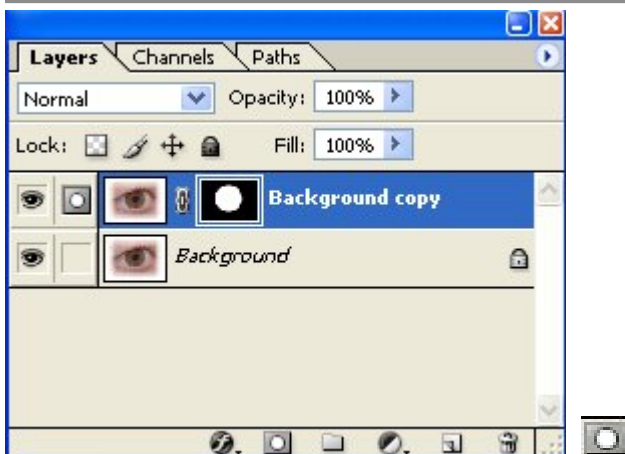 Layers Channels Paths
Normal Opacity: 100%
Lock: Fill: 100%
Background copy
Background